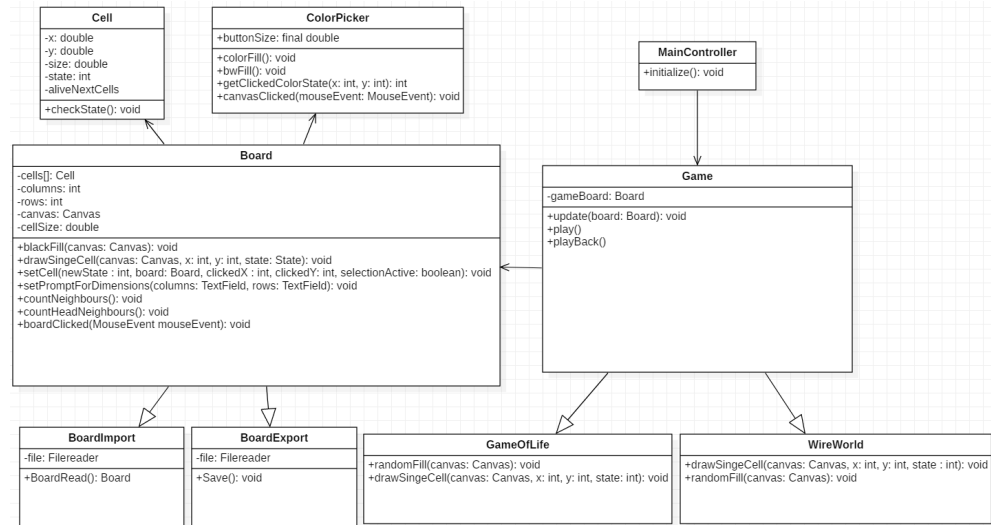 Cell
-x: double
-y: double
-size: double
-state: int
-aliveNextCells
+checkState(): void
ColorPicker
+buttonSize: final double
+colorFill(): void
+bwFill(): void
+getClickedColorState(x: int, y: int): int
+canvasClicked(mouseEvent: MouseEvent): void
MainController
+initialize(): void
Board
-cells[]: Cell
-columns: int
-rows: int
-canvas: Canvas
-cellSize: double
+blackFill(canvas: Canvas): void
+drawSingeCell(canvas: Canvas, x: int, y: int, state: State): void
+setCell(newState : int, board: Board, clickedX : int, clickedY: int, selectionActive: boolean): void
+setPromptForDimensions(columns: TextField, rows: TextField): void
+countNeighbours(): void
+countHeadNeighbours(): void
+boardClicked(MouseEvent mouseEvent): void
Game
-gameBoard: Board
+update(board: Board): void
+play()
+playBack()
BoardImport
-file: Filereader
+BoardRead(): Board
BoardExport
-file: Filereader
+Save(): void
GameOfLife
+randomFill(canvas: Canvas): void
+drawSingeCell(canvas: Canvas, x: int, y: int, state: int): void
WireWorld
+drawSingeCell(canvas: Canvas, x: int, y: int, state : int): void
+randomFill(canvas: Canvas): void